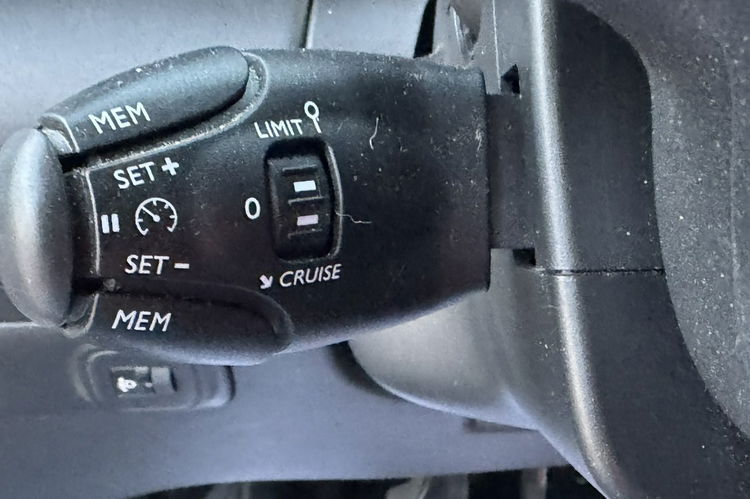 MEM
LIMIT
SET +
0
SET -
CRUISE
MEM